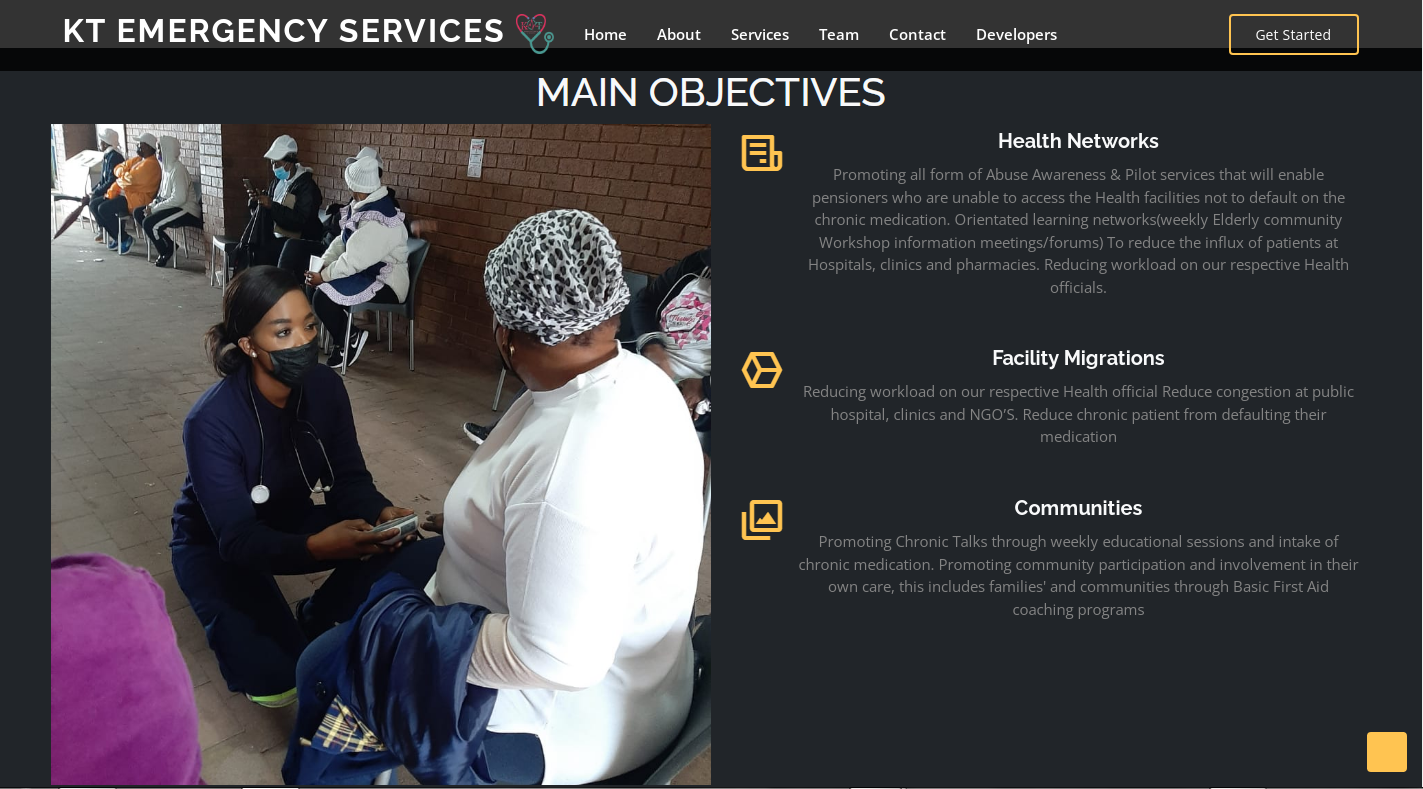 KT EMERGENCY SERVICES
Home About Services Team Contact Developers
Get Started
MAIN OBJECTIVES
Health Networks
Promoting all form of Abuse Awareness & Pilot services that will enable
pensioners who are unable to access the Health facilities not to default on the
chronic medication. Orientated learning networks(weekly Elderly community
Workshop information meetings/forums) To reduce the influx of patients at
Hospitals, clinics and pharmacies. Reducing workload on our respective Health
officials.
Facility Migrations
Reducing workload on our respective Health official Reduce congestion at public
hospital, clinics and NGO’S. Reduce chronic patient from defaulting their
medication
Communities
Promoting Chronic Talks through weekly educational sessions and intake of
chronic medication. Promoting community participation and involvement in their
own care, this includes families' and communities through Basic First Aid
coaching programs